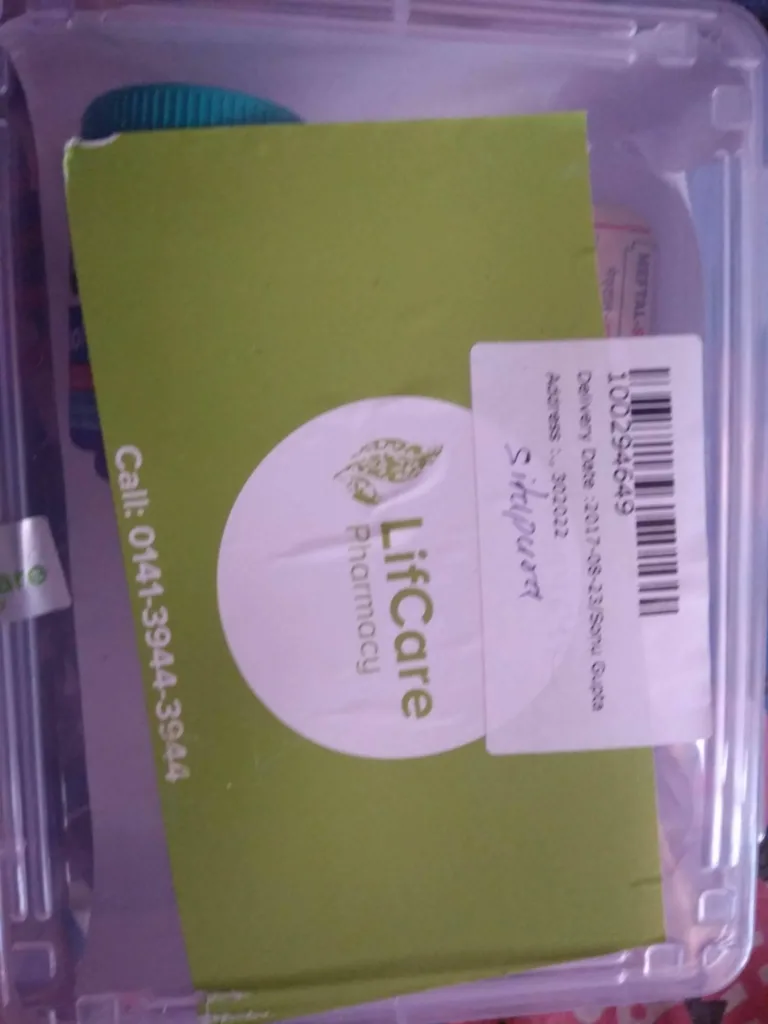 100294649
Delivery Date :2017-08-23/Sonu Gupta
Address :., 302022
Sitapura
LifCare
Pharmacy
Call: 0141-3944-3944